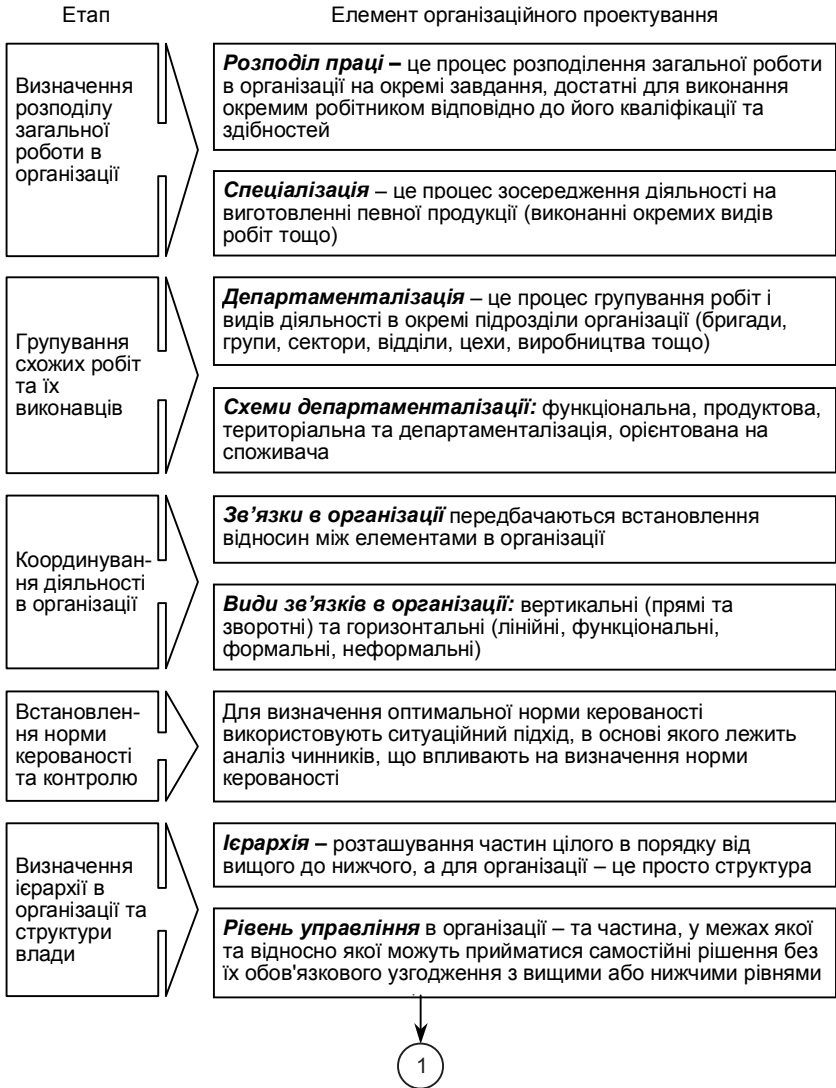 Етап
Елемент організаційного проектування
Визначення
розподілу
загальної
роботи в
організації
Розподіл праці – це процес розподілення загальної роботи
в організації на окремі завдання, достатні для виконання
окремим робітником відповідно до його кваліфікації та
здібностей
Спеціалізація – це процес зосередження діяльності на
виготовленні певної продукції (виконанні окремих видів
робіт тощо)
Групування
схожих робіт
та їх
виконавців
Департаменталізація – це процес групування робіт і
видів діяльності в окремі підрозділи організації (бригади,
групи, сектори, відділи, цехи, виробництва тощо)
Схеми департаменталізації: функціональна, продуктова,
територіальна та департаменталізація, орієнтована на
споживача
Координуван-
ня діяльності
в організації
Зв’язки в організації передбачаються встановлення
відносин між елементами в організації
Види зв’язків в організації: вертикальні (прямі та
зворотні) та горизонтальні (лінійні, функціональні,
формальні, неформальні)
Встановлен-
ня норми
керованості
та контролю
Для визначення оптимальної норми керованості
використовують ситуаційний підхід, в основі якого лежить
аналіз чинників, що впливають на визначення норми
керованості
Визначення
ієрархії в
організації та
структури
влади
Ієрархія – розташування частин цілого в порядку від
вищого до нижчого, а для організації – це просто структура
Рівень управління в організації – та частина, у межах якої
та відносно якої можуть прийматися самостійні рішення без
їх обов'язкового узгодження з вищими або нижчими рівнями
1